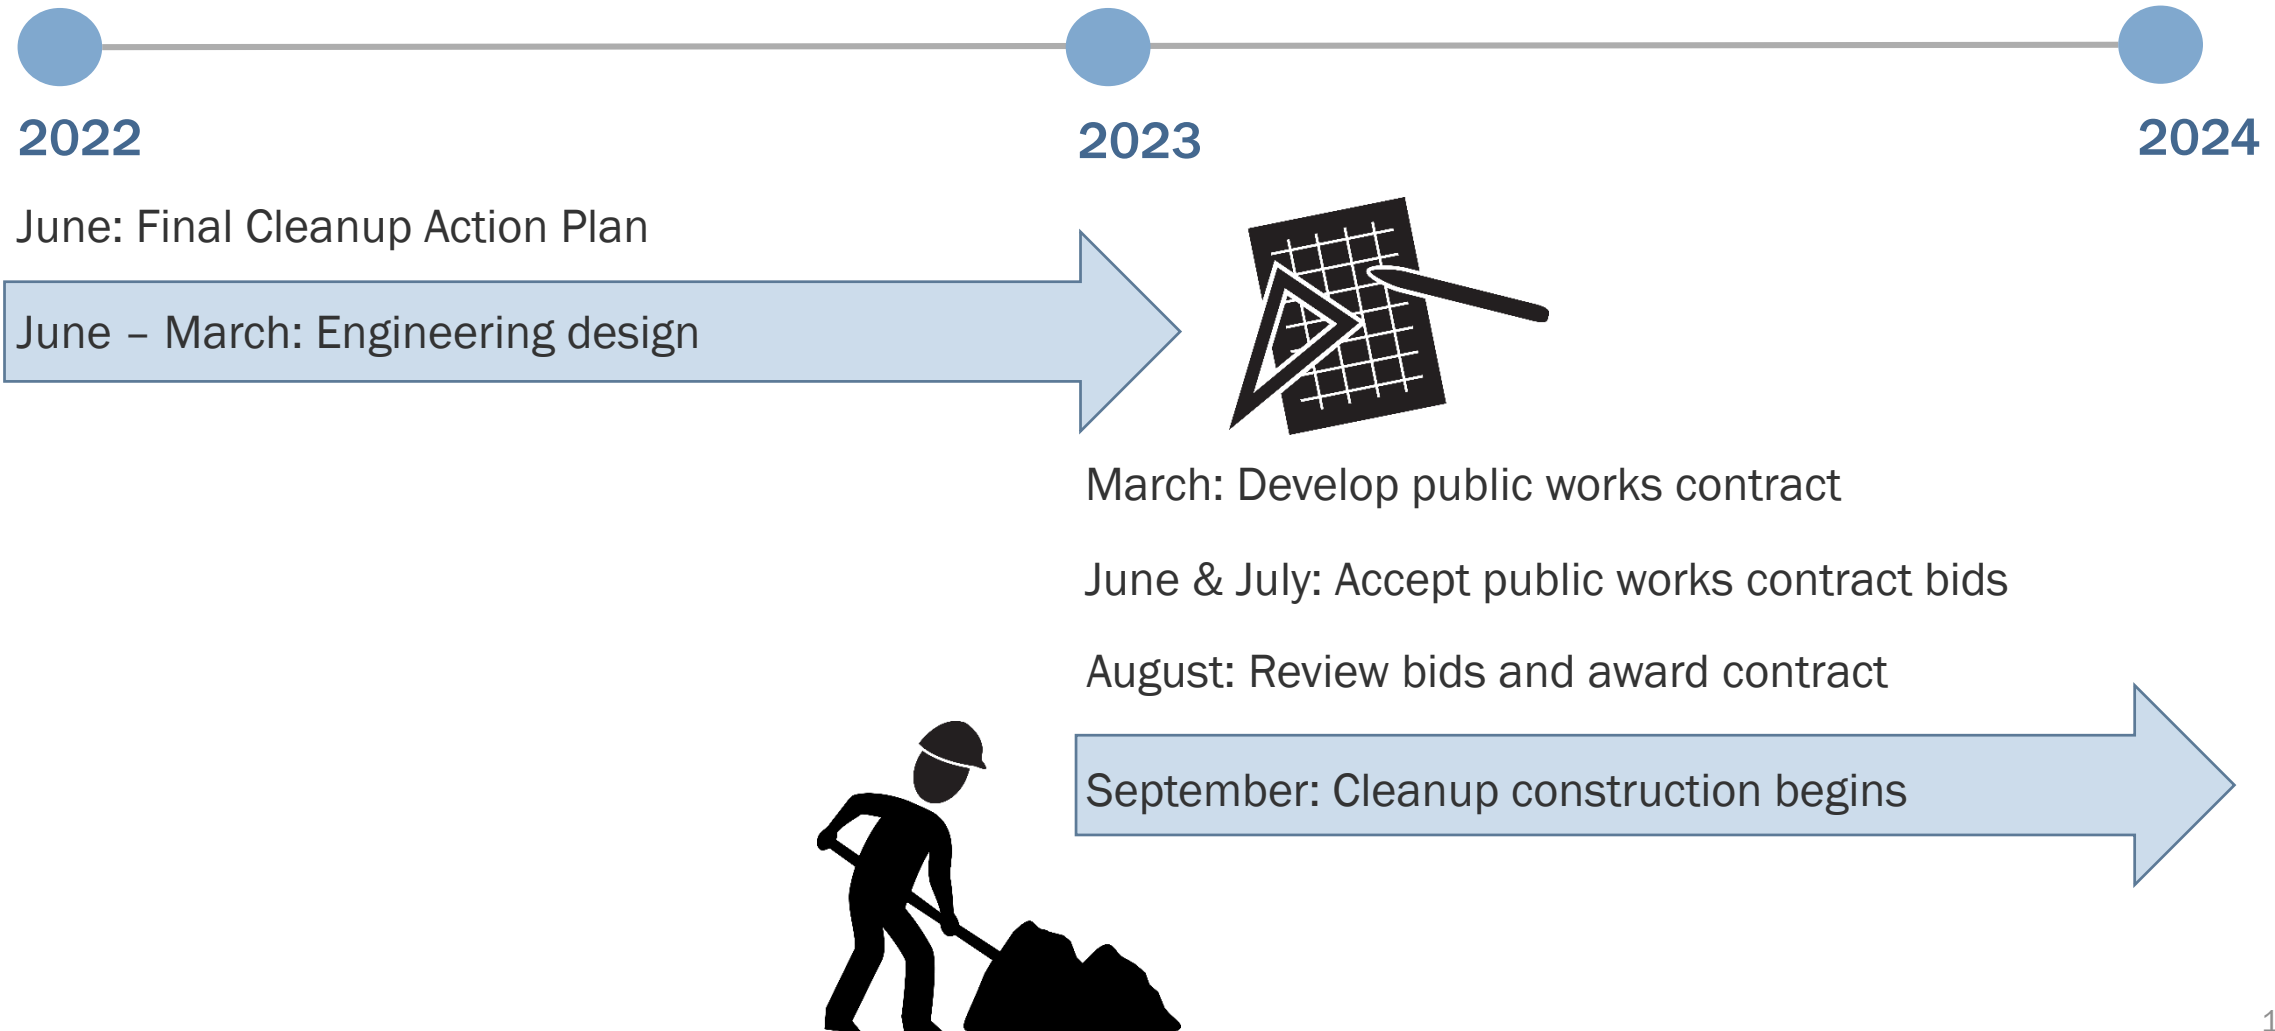 2022
2023
2024
June: Final Cleanup Action Plan
June – March: Engineering design
March: Develop public works contract
June & July: Accept public works contract bids
August: Review bids and award contract
September: Cleanup construction begins
1